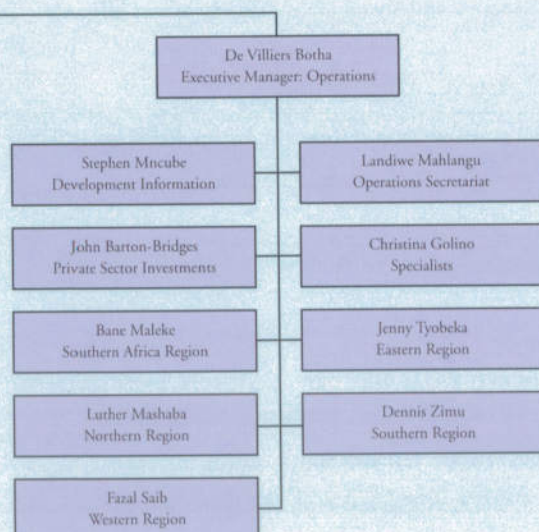 De Villiers Botha
Executive Manager: Operations
Stephen Mncube
Development Information
Landiwe Mahlangu
Operations Secretariat
John Barton-Bridges
Private Sector Investments
Christina Golino
Specialists
Bane Maleke
Southern Africa Region
Jenny Tyobeka
Eastern Region
Luther Mashaba
Northern Region
Dennis Zimu
Southern Region
Fazal Saib
Western Region